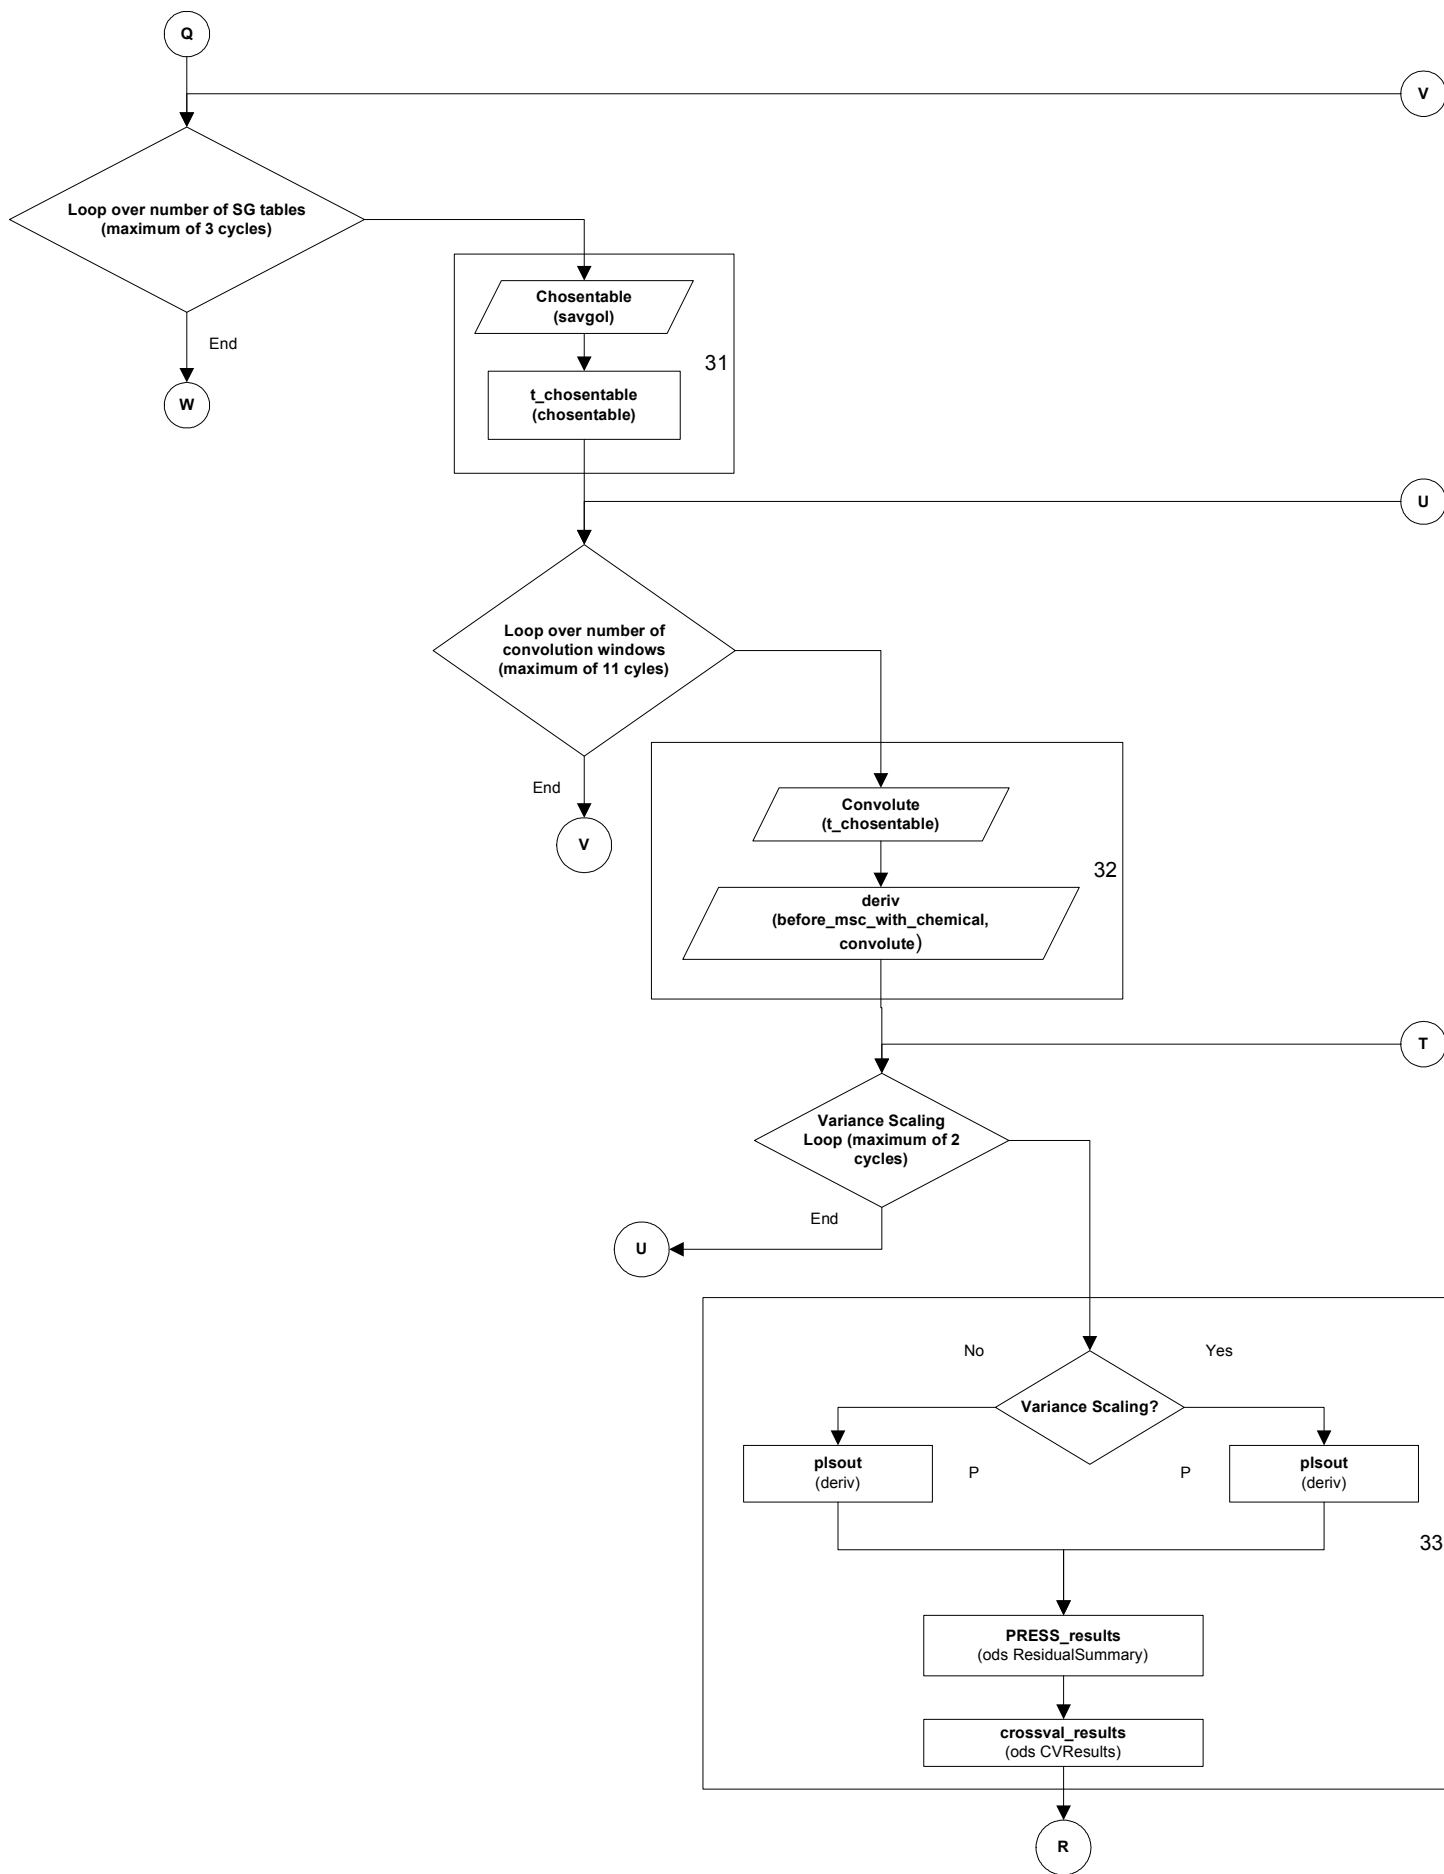 Q
V
Loop over number of SG tables
(maximum of 3 cycles)
End
W
Chosentable
(savgol)
31
t_chosentable
(chosentable)
U
Loop over number of
convolution windows
(maximum of 11 cyles)
End
V
Convolute
(t_chosentable)
32
deriv
(before_msc_with_chemical,
convolute)
T
Variance Scaling
Loop (maximum of 2
cycles)
End
U
No
Yes
Variance Scaling?
plsout
(deriv)
P
P
plsout
(deriv)
33
PRESS_results
(ods ResidualSummary)
crossval_results
(ods CVResults)
R